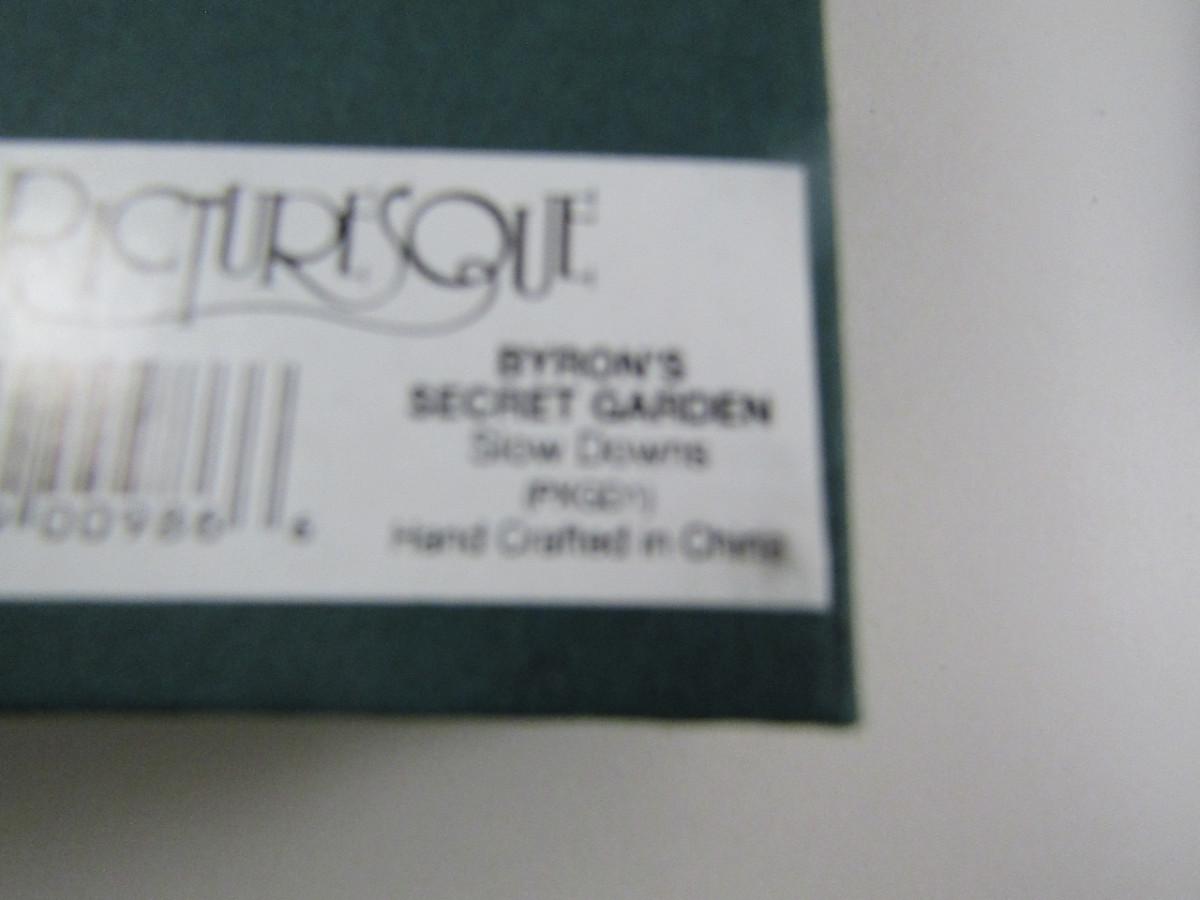 PICTURESQUE
BYRON'S
SECRET GARDEN
Slow Downs
Hand Crafted in China